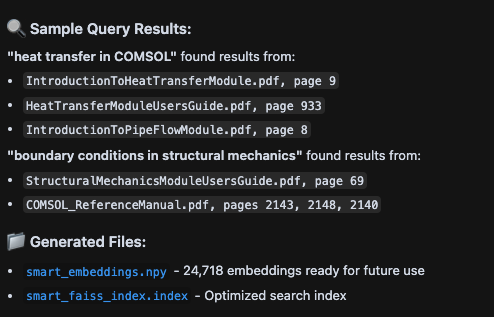 🔍 Sample Query Results:
"heat transfer in COMSOL" found results from:
• IntroductionToHeatTransferModule.pdf, page 9
• HeatTransferModuleUsersGuide.pdf, page 933
• IntroductionToPipeFlowModule.pdf, page 8
"boundary conditions in structural mechanics" found results from:
• StructuralMechanicsModuleUsersGuide.pdf, page 69
• COMSOL_ReferenceManual.pdf, pages 2143, 2148, 2140
📁 Generated Files:
• smart_embeddings.npy - 24,718 embeddings ready for future use
• smart_faiss_index.index - Optimized search index